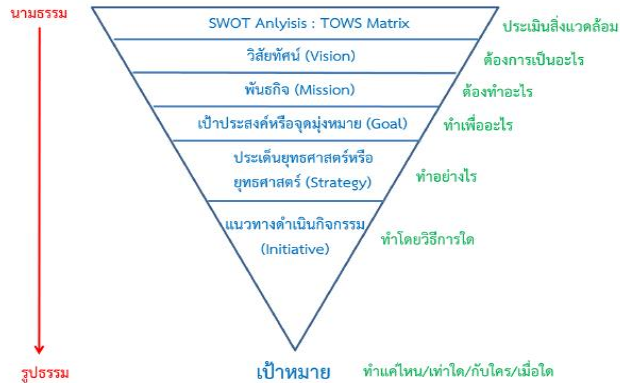 นามธรรม
SWOT Anlyisis : TOWS Matrix
ประเมินสิ่งแวดล้อม
วิสัยทัศน์ (Vision)
ต้องการเป็นอะไร
พันธกิจ (Mission)
ต้องทำอะไร
เป้าประสงค์หรือจุดมุ่งหมาย (Goal)
ทำเพื่ออะไร
ประเด็นยุทธศาสตร์หรือ
ยุทธศาสตร์ (Strategy)
ทำอย่างไร
แนวทางดำเนินกิจกรรม
(Initiative)
ทำโดยวิธีการใด
รูปธรรม
เป้าหมาย
ทำแค่ไหน/เท่าใด/กับใคร/เมื่อใด